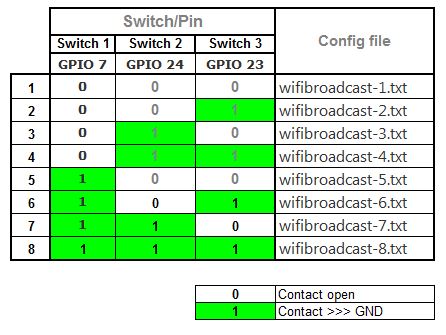 Switch/Pin Config file
Switch 1 Switch 2 Switch 3
GPIO 7 GPIO 24 GPIO 23
1 0 0 0 wifibroadcast-1.txt
2 0 0 1 wifibroadcast-2.txt
3 0 1 0 wifibroadcast-3.txt
4 0 1 1 wifibroadcast-4.txt
5 1 0 0 wifibroadcast-5.txt
6 1 0 1 wifibroadcast-6.txt
7 1 1 0 wifibroadcast-7.txt
8 1 1 1 wifibroadcast-8.txt
0 Contact open
1 Contact >>> GND